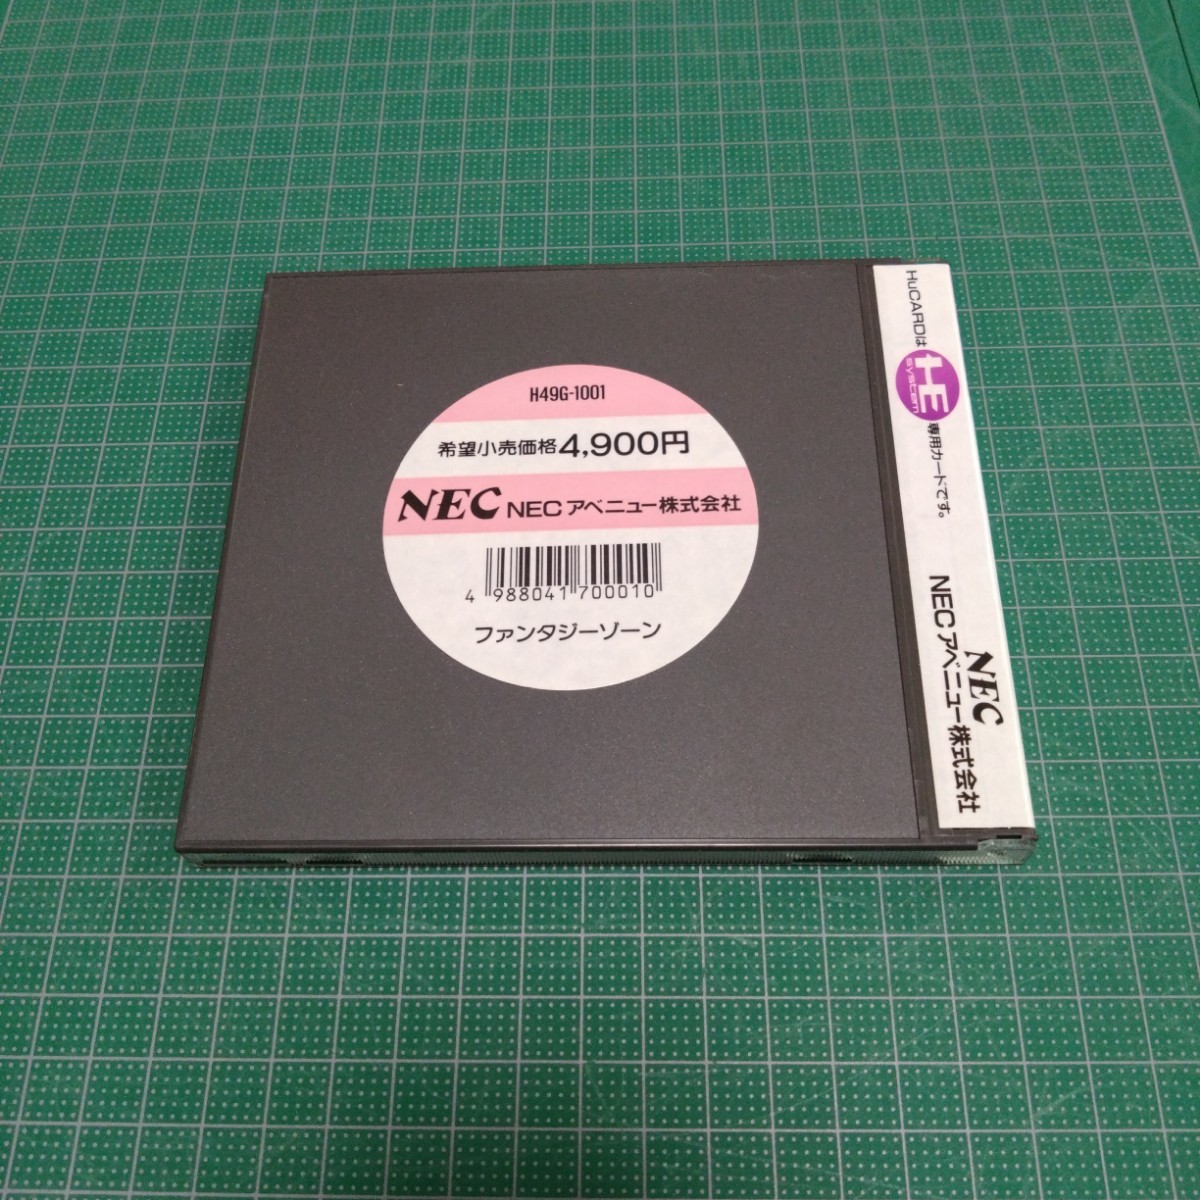 H49G-1001
希望小売価格4,900円
NEC NECアベニュー株式会社
4 988041 700010
ファンタジーゾーン
HuCARDは HE system 専用カードです。
NEC
NECアベニュー株式会社